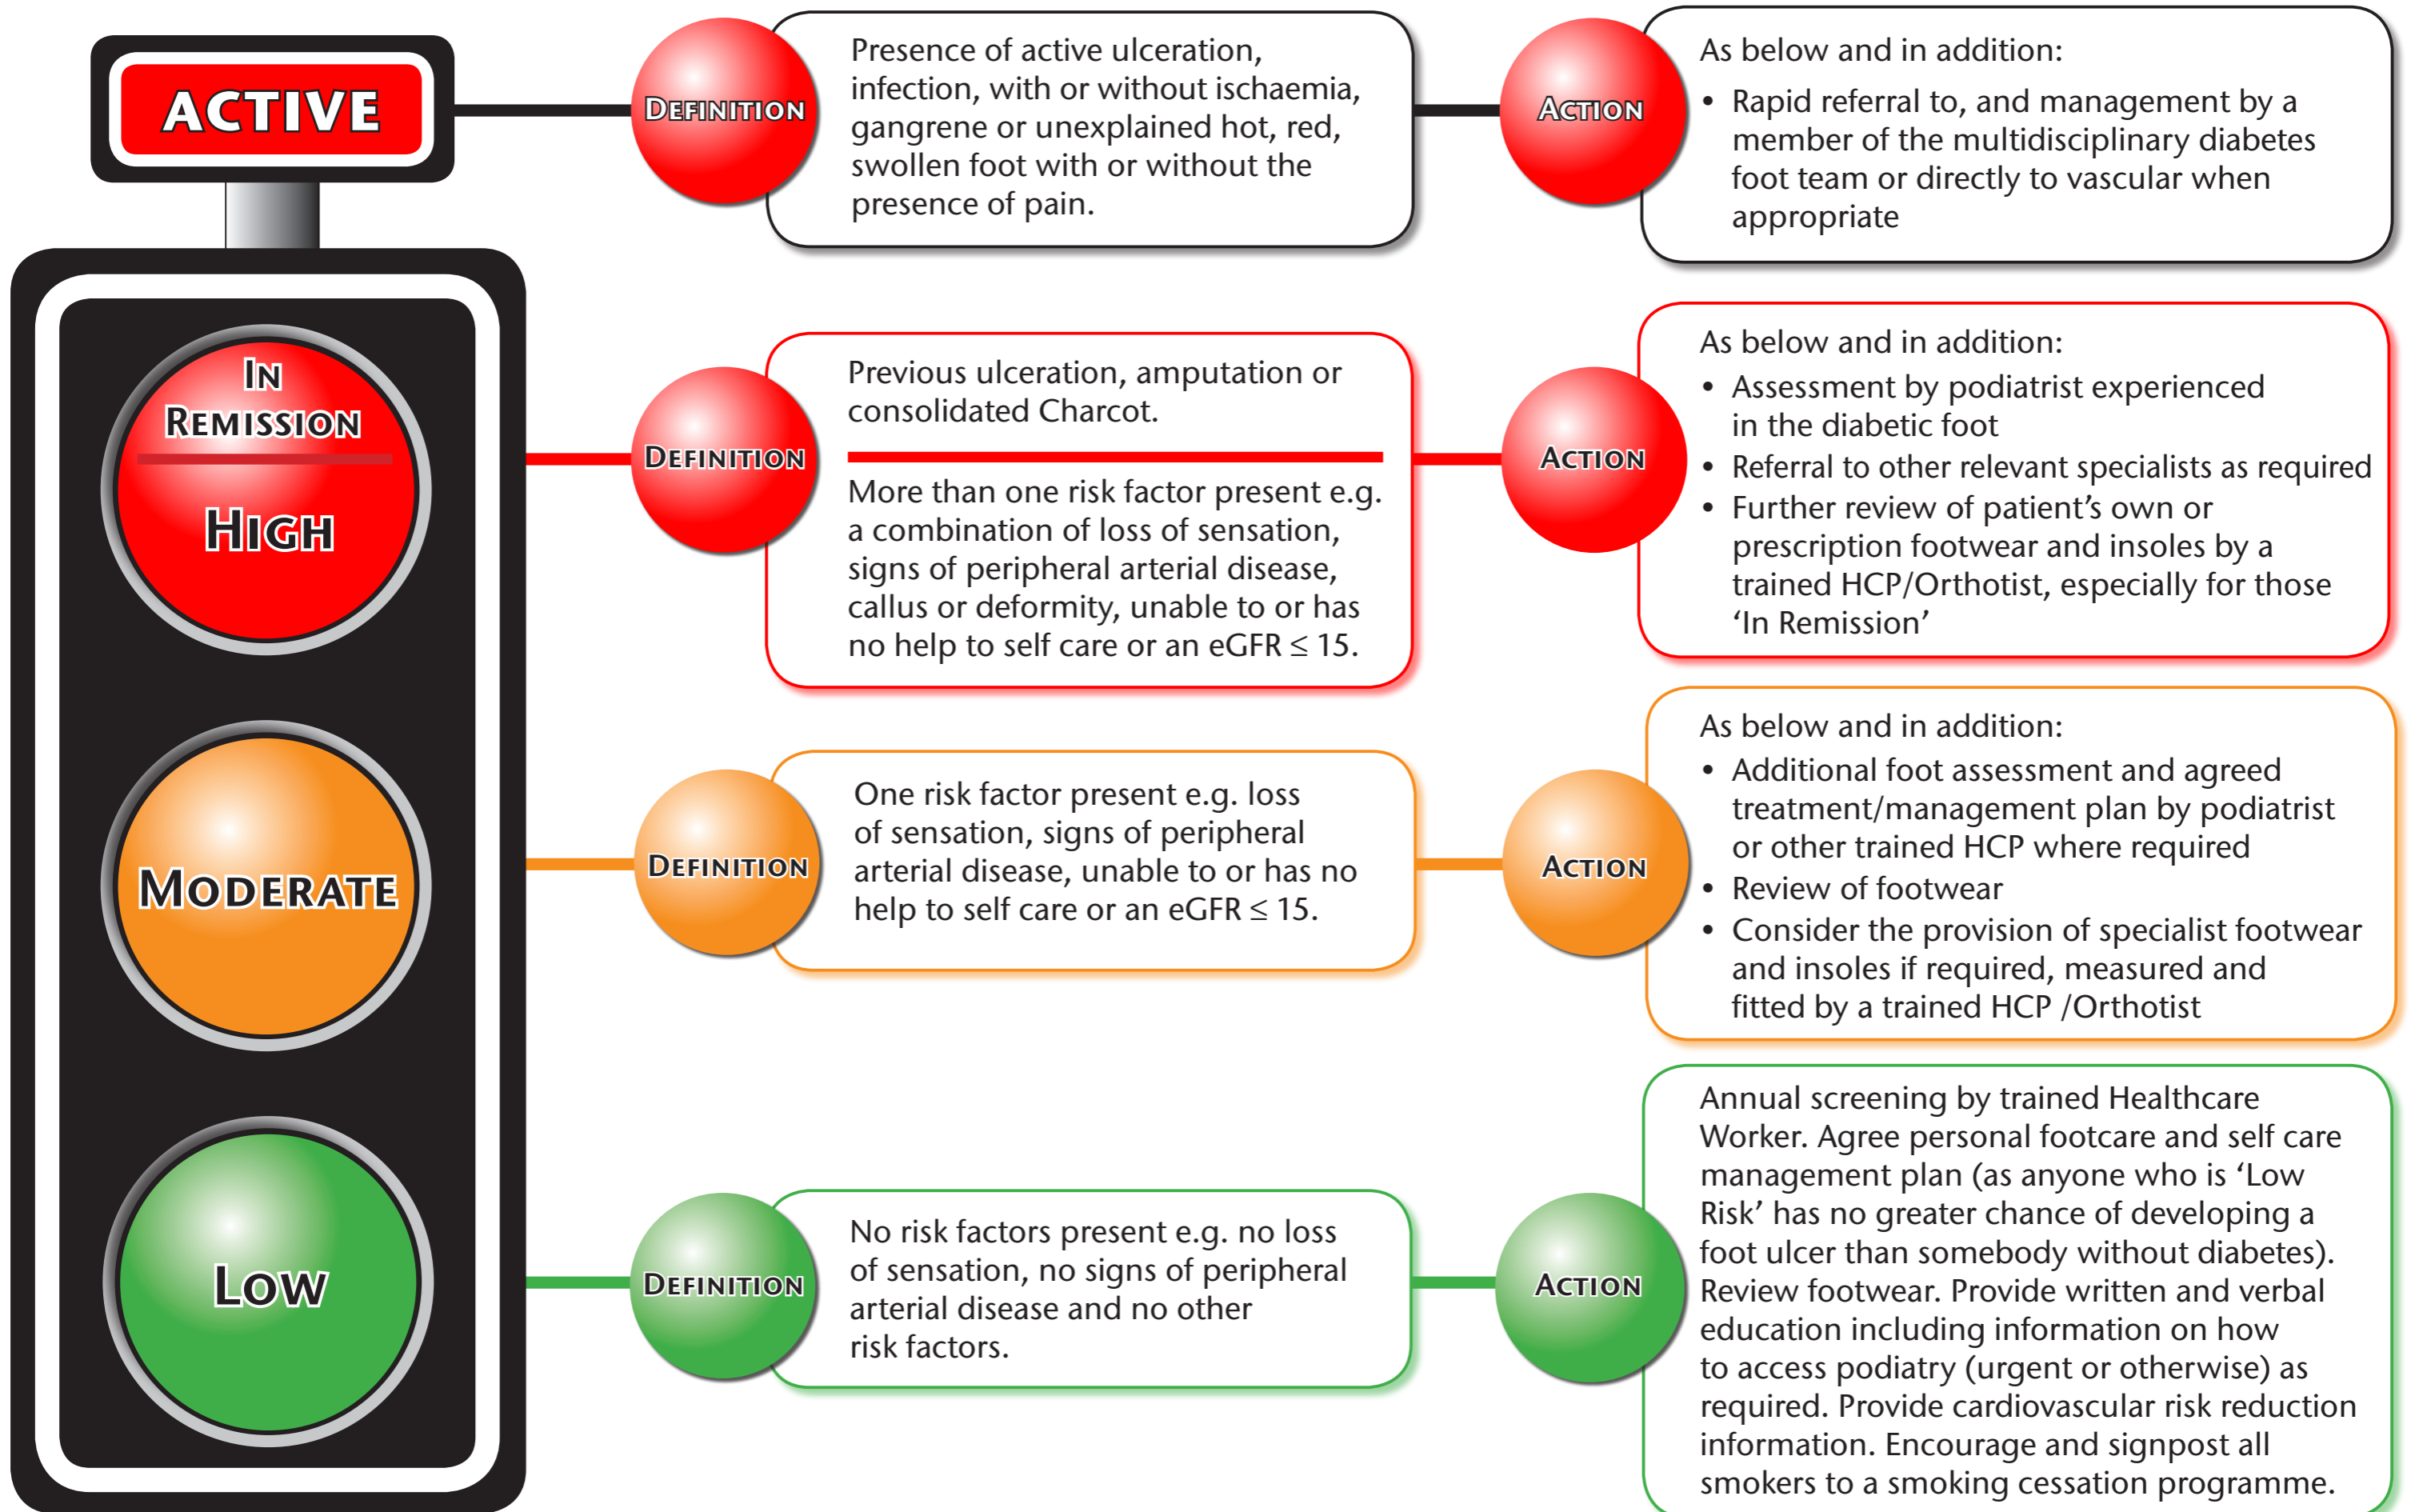 ACTIVE
DEFINITION
Presence of active ulceration,
infection, with or without ischaemia,
gangrene or unexplained hot, red,
swollen foot with or without the
presence of pain.
ACTION
As below and in addition:
• Rapid referral to, and management by a
member of the multidisciplinary diabetes
foot team or directly to vascular when
appropriate
IN
REMISSION
HIGH
DEFINITION
Previous ulceration, amputation or
consolidated Charcot.
More than one risk factor present e.g.
a combination of loss of sensation,
signs of peripheral arterial disease,
callus or deformity, unable to or has
no help to self care or an eGFR ≤ 15.
ACTION
As below and in addition:
• Assessment by podiatrist experienced
in the diabetic foot
• Referral to other relevant specialists as required
• Further review of patient’s own or
prescription footwear and insoles by a
trained HCP/Orthotist, especially for those
‘In Remission’
MODERATE
DEFINITION
One risk factor present e.g. loss
of sensation, signs of peripheral
arterial disease, unable to or has no
help to self care or an eGFR ≤ 15.
ACTION
As below and in addition:
• Additional foot assessment and agreed
treatment/management plan by podiatrist
or other trained HCP where required
• Review of footwear
• Consider the provision of specialist footwear
and insoles if required, measured and
fitted by a trained HCP /Orthotist
LOW
DEFINITION
No risk factors present e.g. no loss
of sensation, no signs of peripheral
arterial disease and no other
risk factors.
ACTION
Annual screening by trained Healthcare
Worker. Agree personal footcare and self care
management plan (as anyone who is ‘Low
Risk’ has no greater chance of developing a
foot ulcer than somebody without diabetes).
Review footwear. Provide written and verbal
education including information on how
to access podiatry (urgent or otherwise) as
required. Provide cardiovascular risk reduction
information. Encourage and signpost all
smokers to a smoking cessation programme.